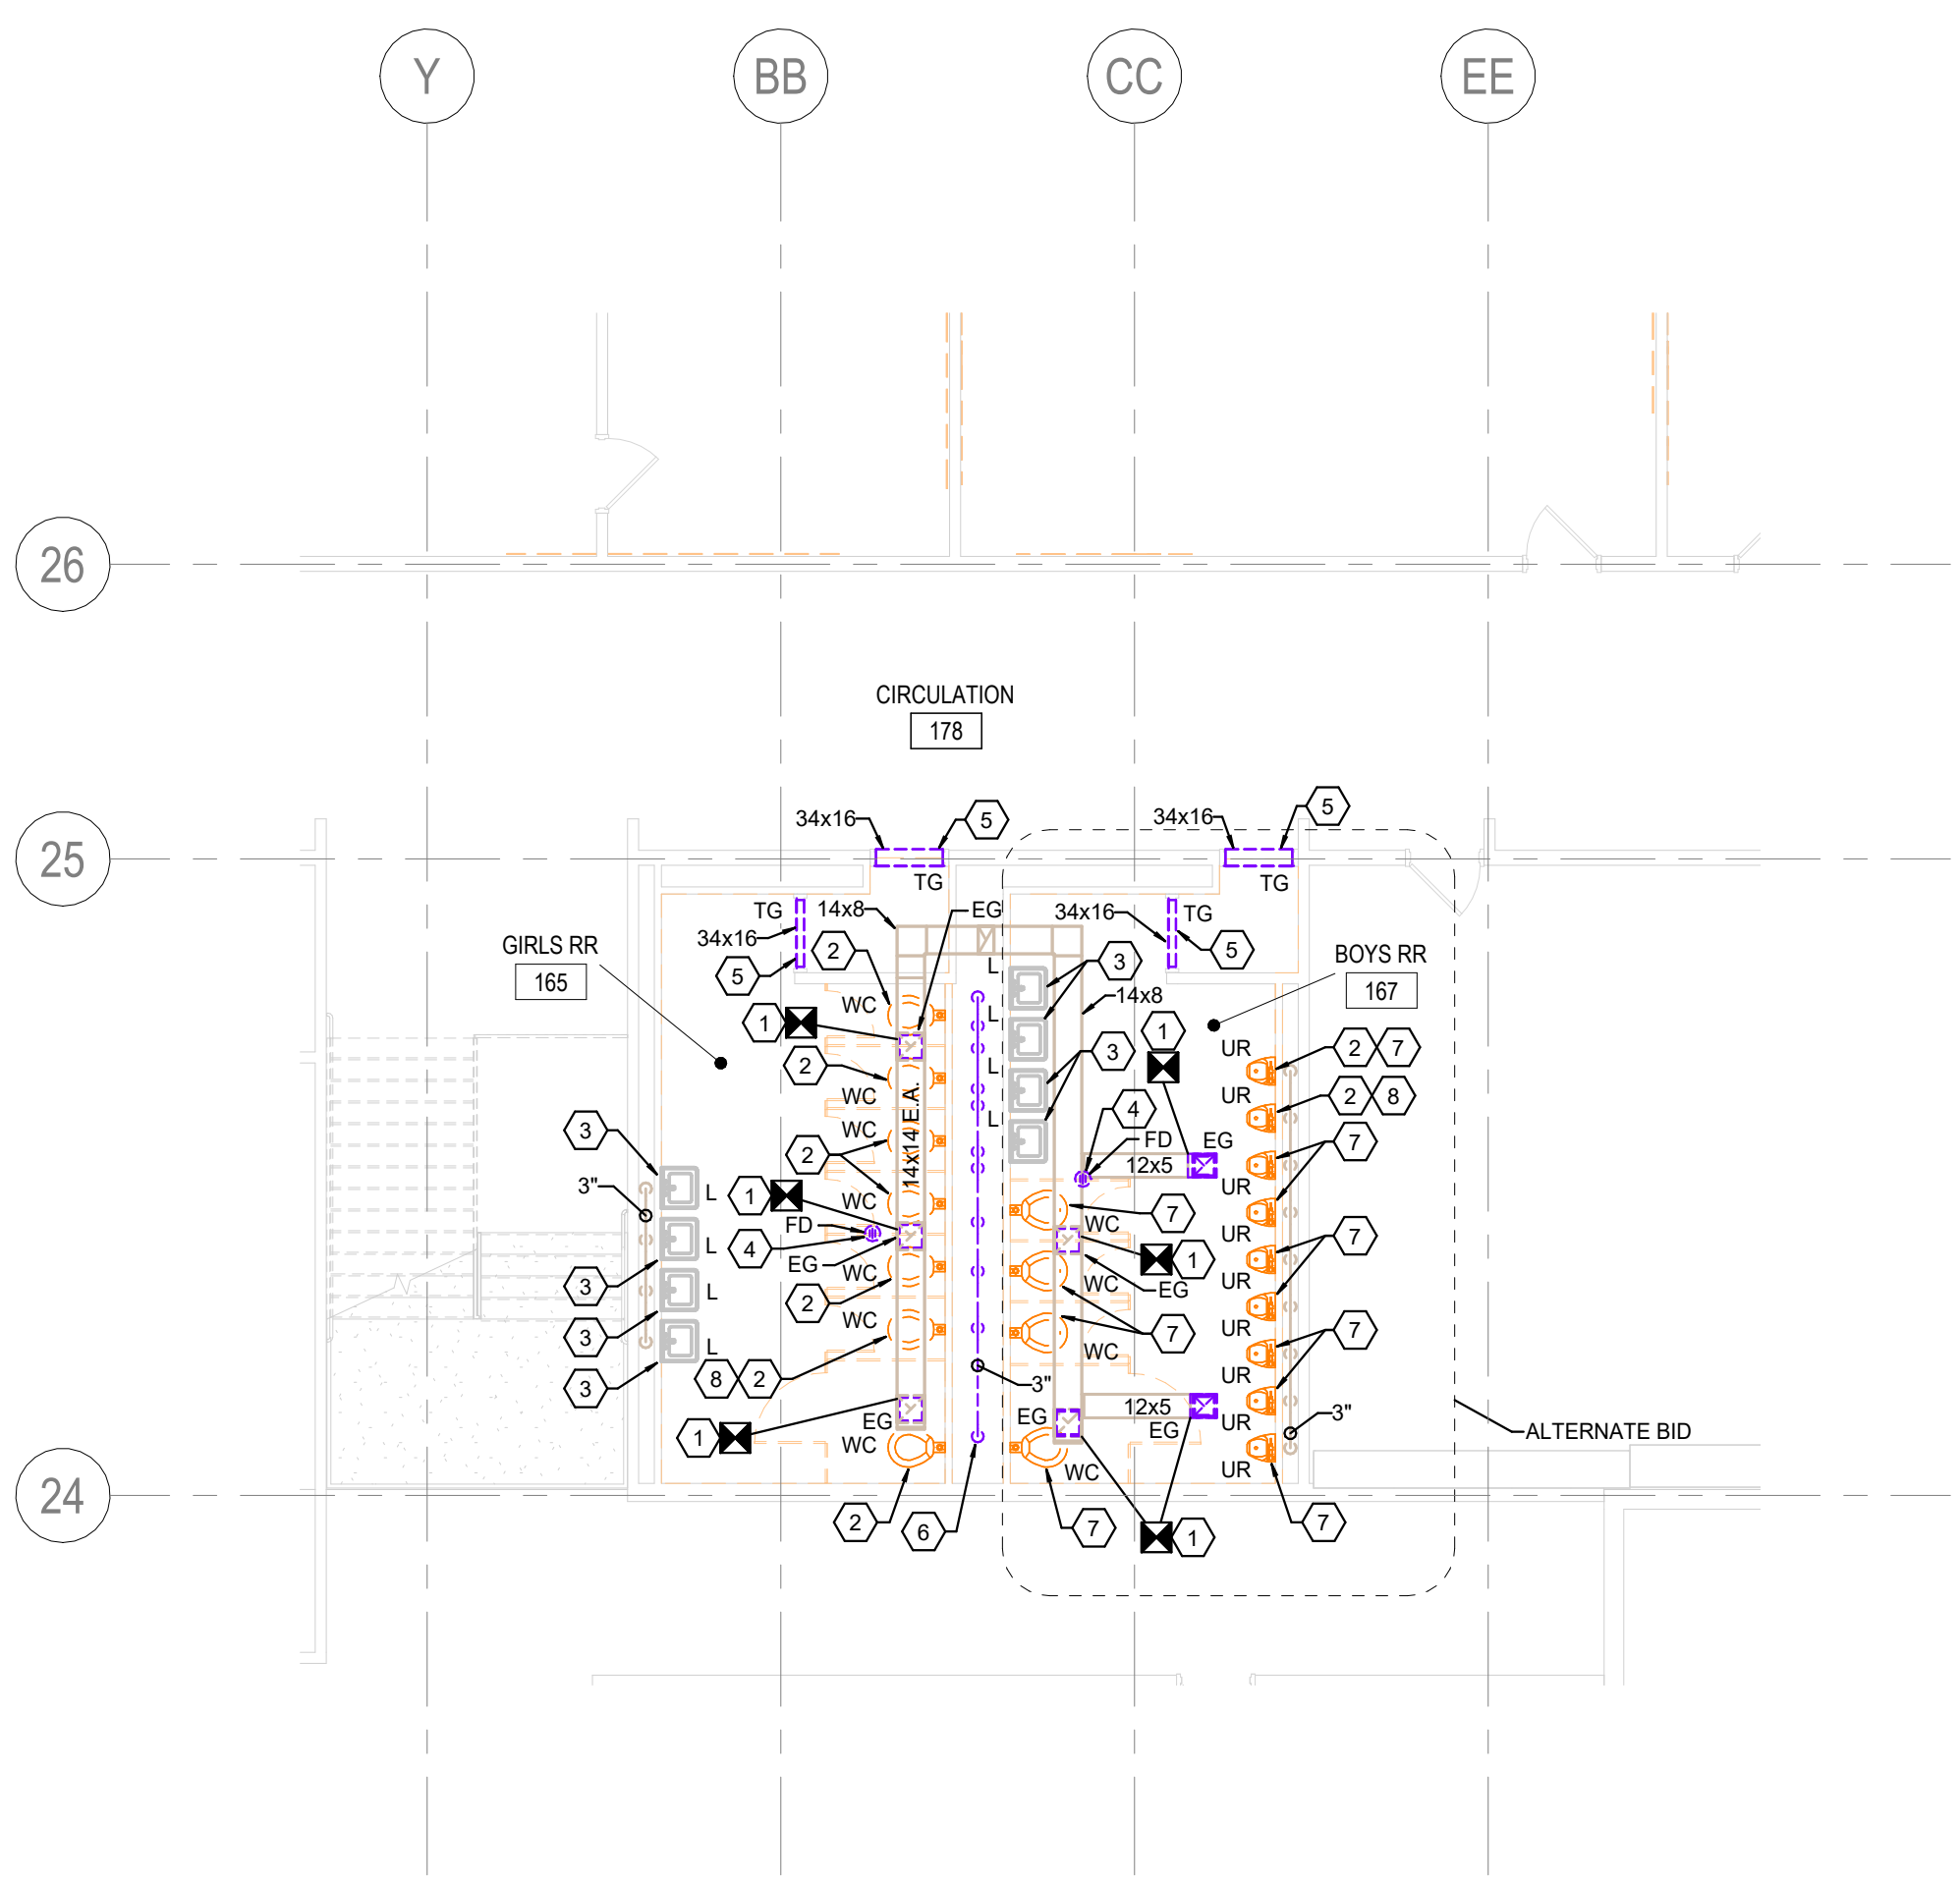 Y
BB
CC
EE
26
CIRCULATION
178
25
34x16
5
34x16
5
TG
TG
TG
14x8
EG
34x16
TG
34x16
2
5
5
GIRLS RR
165
BOYS RR
167
L
3
14x8
WC
1
L
1
UR
2
7
2
WC
L
3
UR
2
8
14x14 E.A.
L
4
FD
EG
12x5
7
3
WC
2
UR
3"
L
1
WC
7
WC
UR
FD
4
EG
L
WC
1
EG
UR
7
3
2
WC
L
WC
7
UR
3
WC
WC
UR
7
L
3
8
2
3"
12x5
UR
EG
EG
EG
3"
1
WC
WC
UR
ALTERNATE BID
24
2
6
7
1
7